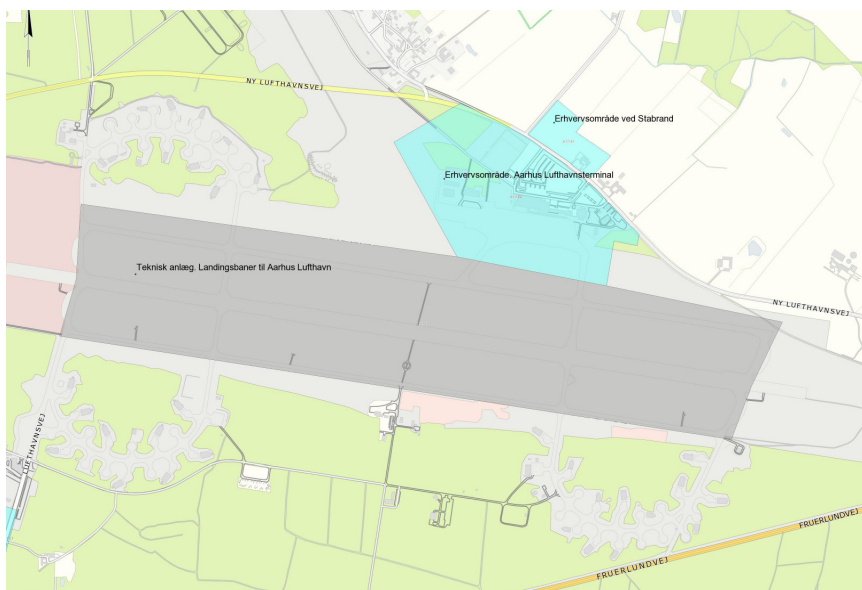 NY LUFTHAVNSVEJ
Erhvervsområde ved Stabrand
Erhvervsområde. Aarhus Lufthavnsterminal
Teknisk anlæg. Landingsbaner til Aarhus Lufthavn
NY LUFTHAVNSVEJ
LUFTHAVNSVEJ
FRUERLUNDVEJ
FRUERLUNDVEJ